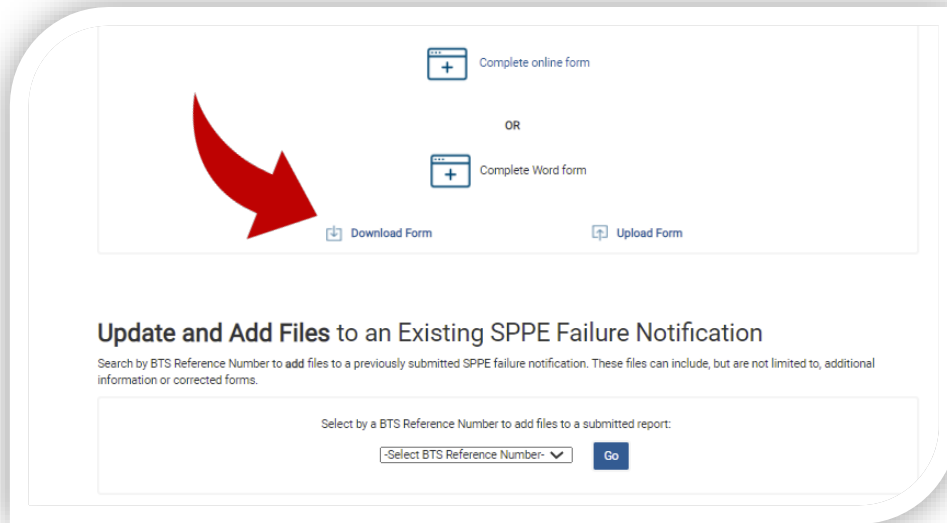 Complete online form
OR
Complete Word form
Download Form
Upload Form
Update and Add Files to an Existing SPPE Failure Notification
Search by BTS Reference Number to add files to a previously submitted SPPE failure notification. These files can include, but are not limited to, additional
information or corrected forms.
Select by a BTS Reference Number to add files to a submitted report:
-Select BTS Reference Number-
Go